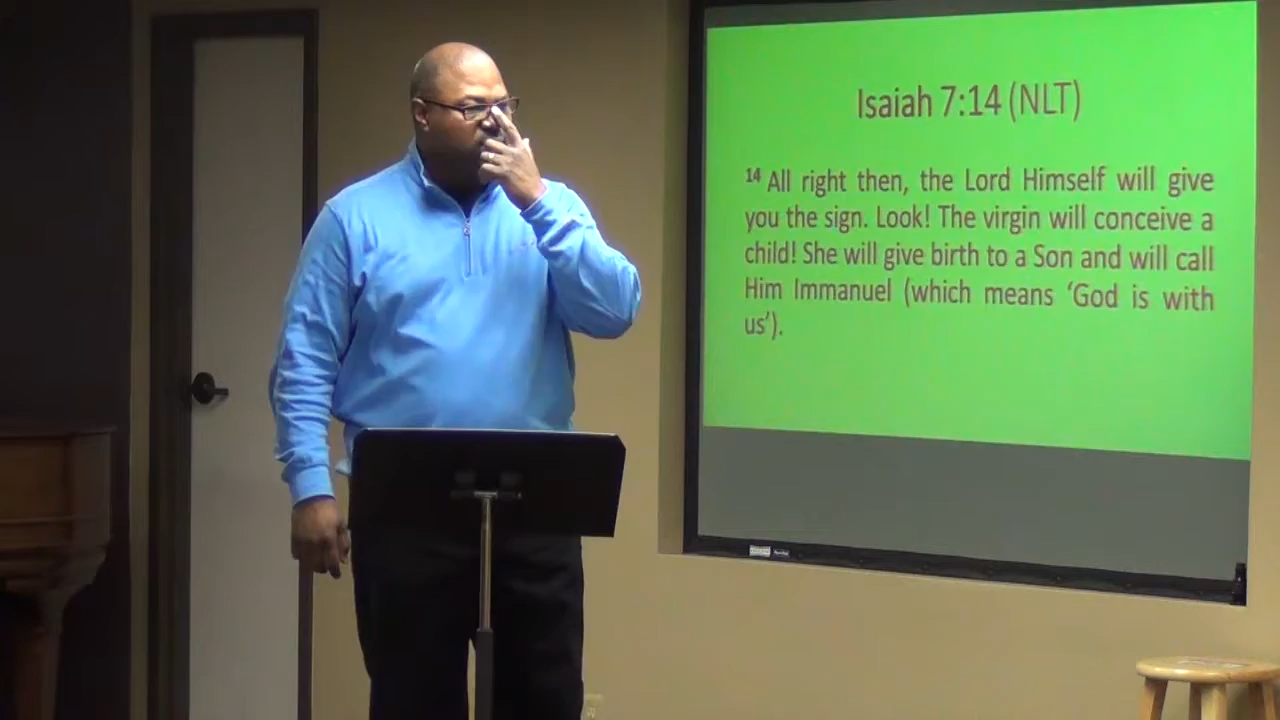 Isaiah 7:14 (NLT)
14 All right then, the Lord Himself will give
you the sign. Look! The virgin will conceive a
child! She will give birth to a Son and will call
Him Immanuel (which means ‘God is with
us’).